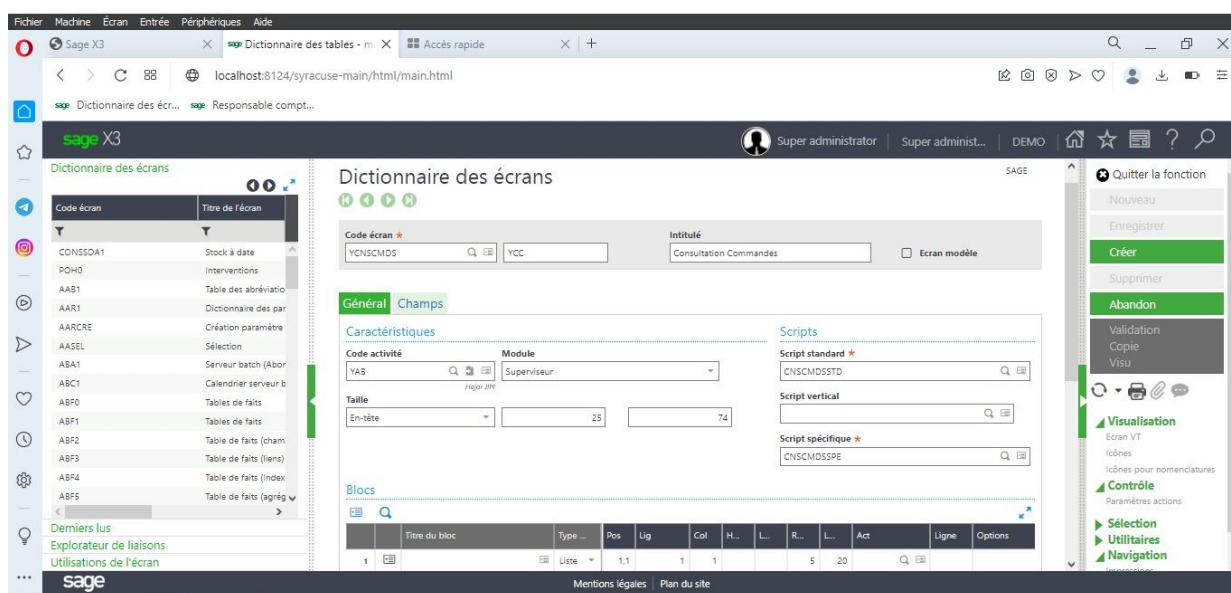 Fichier Machine Écran Entrée Périphériques Aide
Sage X3
sage Dictionnaire des tables - m
Accès rapide
localhost:8124/syracuse-main/html/main.html
sage Dictionnaire des écr...
sage Responsable compt...
sage X3
Super administrator
Super administ...
DEMO
Dictionnaire des écrans
Code écran Titre de l'écran
CONSSDA1 Stock à date
POH0 Interventions
AAB1 Table des abréviatio
AAR1 Dictionnaire des par
AARCRE Création paramètre
AASEL Sélection
ABA1 Serveur batch (Abor
ABC1 Calendrier serveur b
ABF0 Tables de faits
ABF1 Tables de faits
ABF2 Table de faits (cham
ABF3 Table de faits (liens)
ABF4 Table de faits (Index
ABF5 Table de faits (agrég
Derniers lus
Explorateur de liaisons
Utilisations de l'écran
Dictionnaire des écrans
SAGE
Code écran * Intitulé
YCNSCMDS YCC Consultation Commandes Ecran modèle
Général Champs
Caractéristiques
Code activité Module
YAB Superviseur
Hajar JIM
Taille
En-tête 25 74
Scripts
Script standard *
CNSCMDSSTD
Script vertical
Script spécifique *
CNSCMDSSPE
Blocs
Titre du bloc Type ... Pos Lig Col H... L... R... L... Act Ligne Options
1 Liste 1,1 1 1 5 20
Quitter la fonction
Nouveau
Enregistrer
Créer
Supprimer
Abandon
Validation
Copie
Visu
Visualisation
Ecran VT
Icônes
Icônes pour nomenclatures
Contrôle
Paramètres actions
Sélection
Utilitaires
Navigation
Impressions
sage
Mentions légales Plan du site